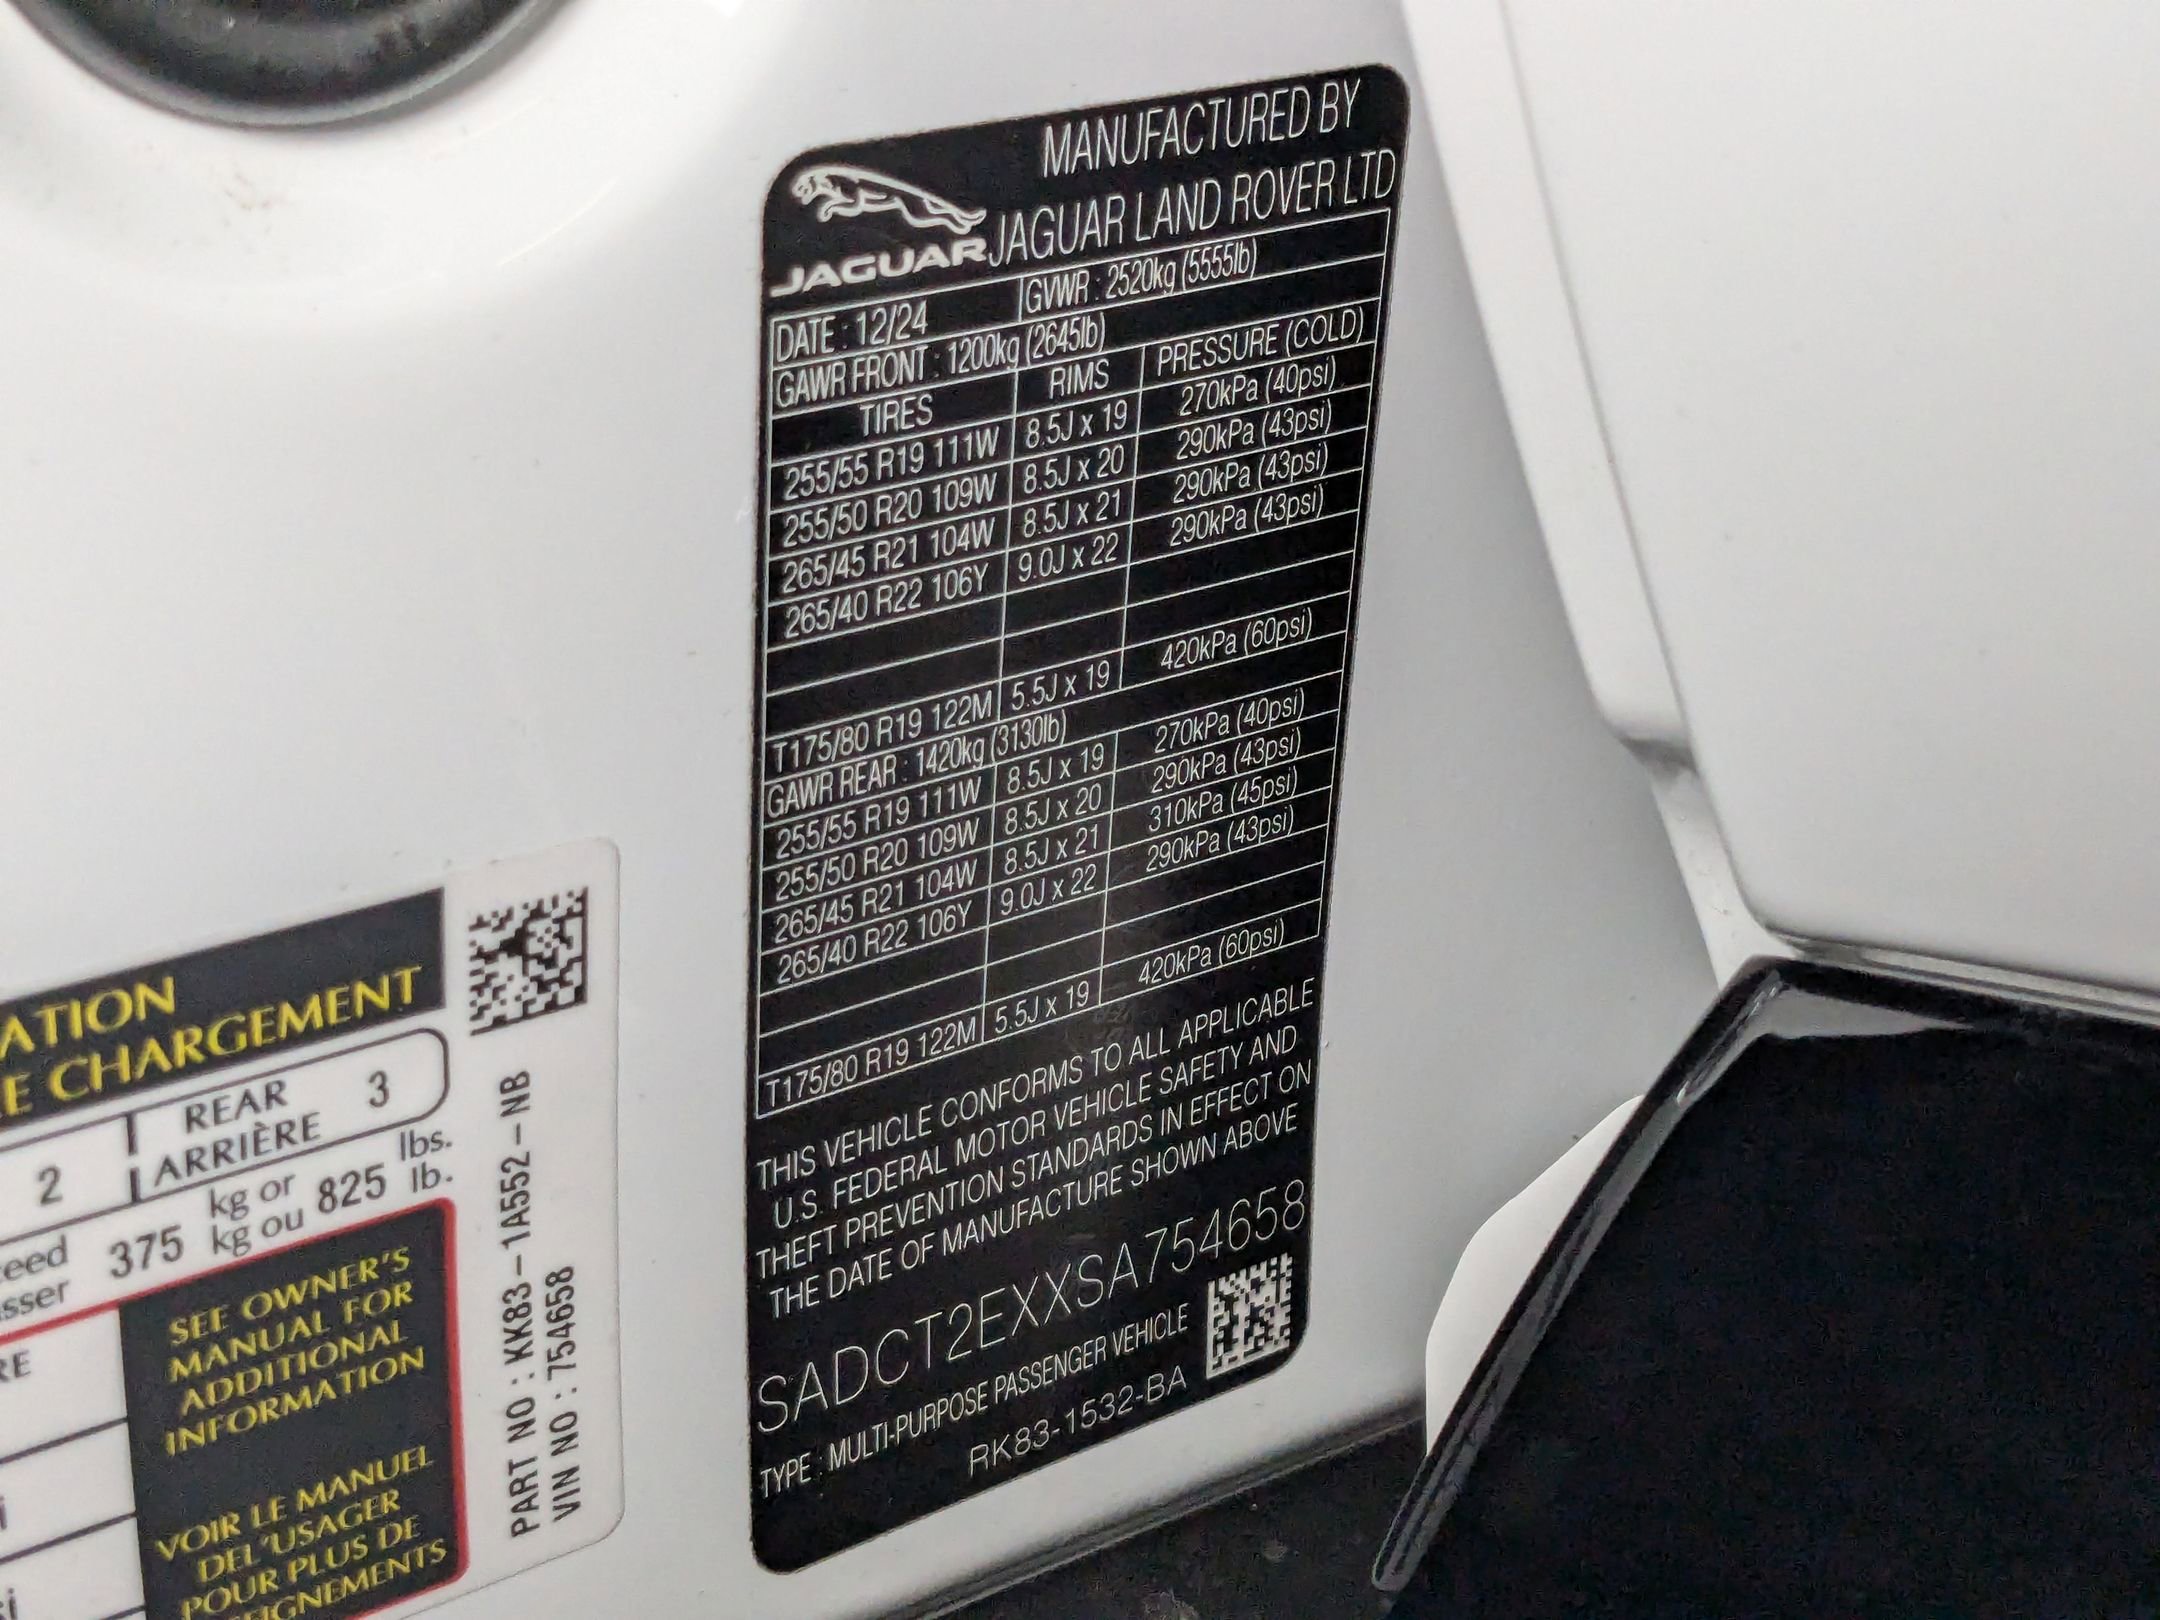 JAGUAR
MANUFACTURED BY
JAGUAR LAND ROVER LTD
DATE : 12/24 GVWR : 2520kg (5555lb)
GAWR FRONT : 1200kg (2645lb)
TIRES RIMS PRESSURE (COLD)
255/55 R19 111W 8.5J x 19 270kPa (40psi)
255/50 R20 109W 8.5J x 20 290kPa (43psi)
265/45 R21 104W 8.5J x 21 290kPa (43psi)
265/40 R22 106Y 9.0J x 22 290kPa (43psi)
T175/80 R19 122M 5.5J x 19 420kPa (60psi)
GAWR REAR : 1420kg (3130lb)
255/55 R19 111W 8.5J x 19 270kPa (40psi)
255/50 R20 109W 8.5J x 20 290kPa (43psi)
265/45 R21 104W 8.5J x 21 310kPa (45psi)
265/40 R22 106Y 9.0J x 22 290kPa (43psi)
T175/80 R19 122M 5.5J x 19 420kPa (60psi)
THIS VEHICLE CONFORMS TO ALL APPLICABLE
U.S. FEDERAL MOTOR VEHICLE SAFETY AND
THEFT PREVENTION STANDARDS IN EFFECT ON
THE DATE OF MANUFACTURE SHOWN ABOVE
SADCT2EXXSA754658
TYPE : MULTI-PURPOSE PASSENGER VEHICLE
RK83-1532-BA
ATION
E CHARGEMENT
2 REAR
ARRIÈRE 3
eed 375 kg or 825 lbs.
sser kg ou lb.
RE
SEE OWNER'S
MANUAL FOR
ADDITIONAL
INFORMATION
VOIR LE MANUEL
DEL'USAGER
POUR PLUS DE
SEIGNEMENTS
PART NO : KK83-1A552-NB
VIN NO : 754658